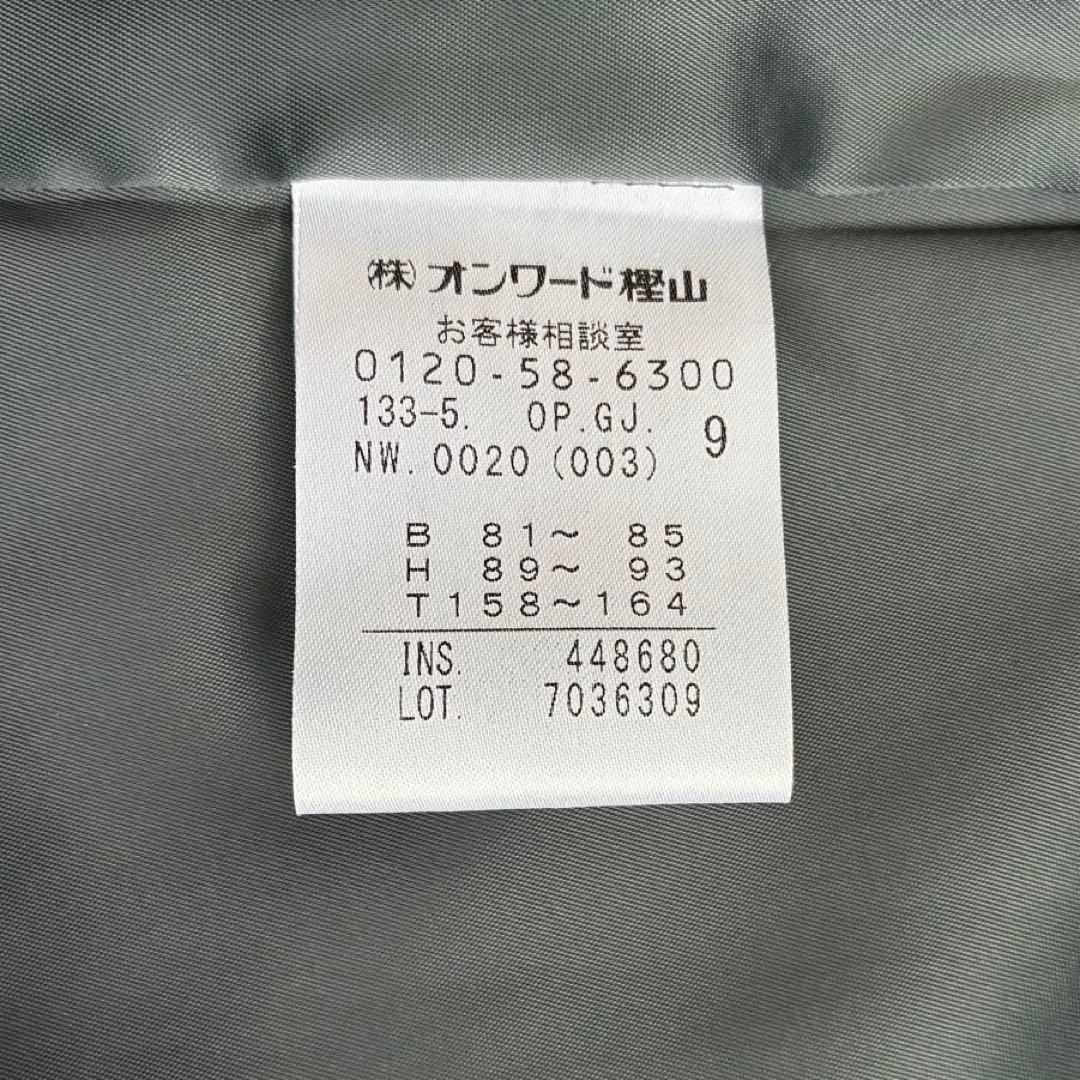 (株)オンワード樫山
お客様相談室
0120-58-6300
133-5. OP.GJ. 9
NW.0020(003)
B 81~ 85
H 89~ 93
T158~164
INS. 448680
LOT. 7036309